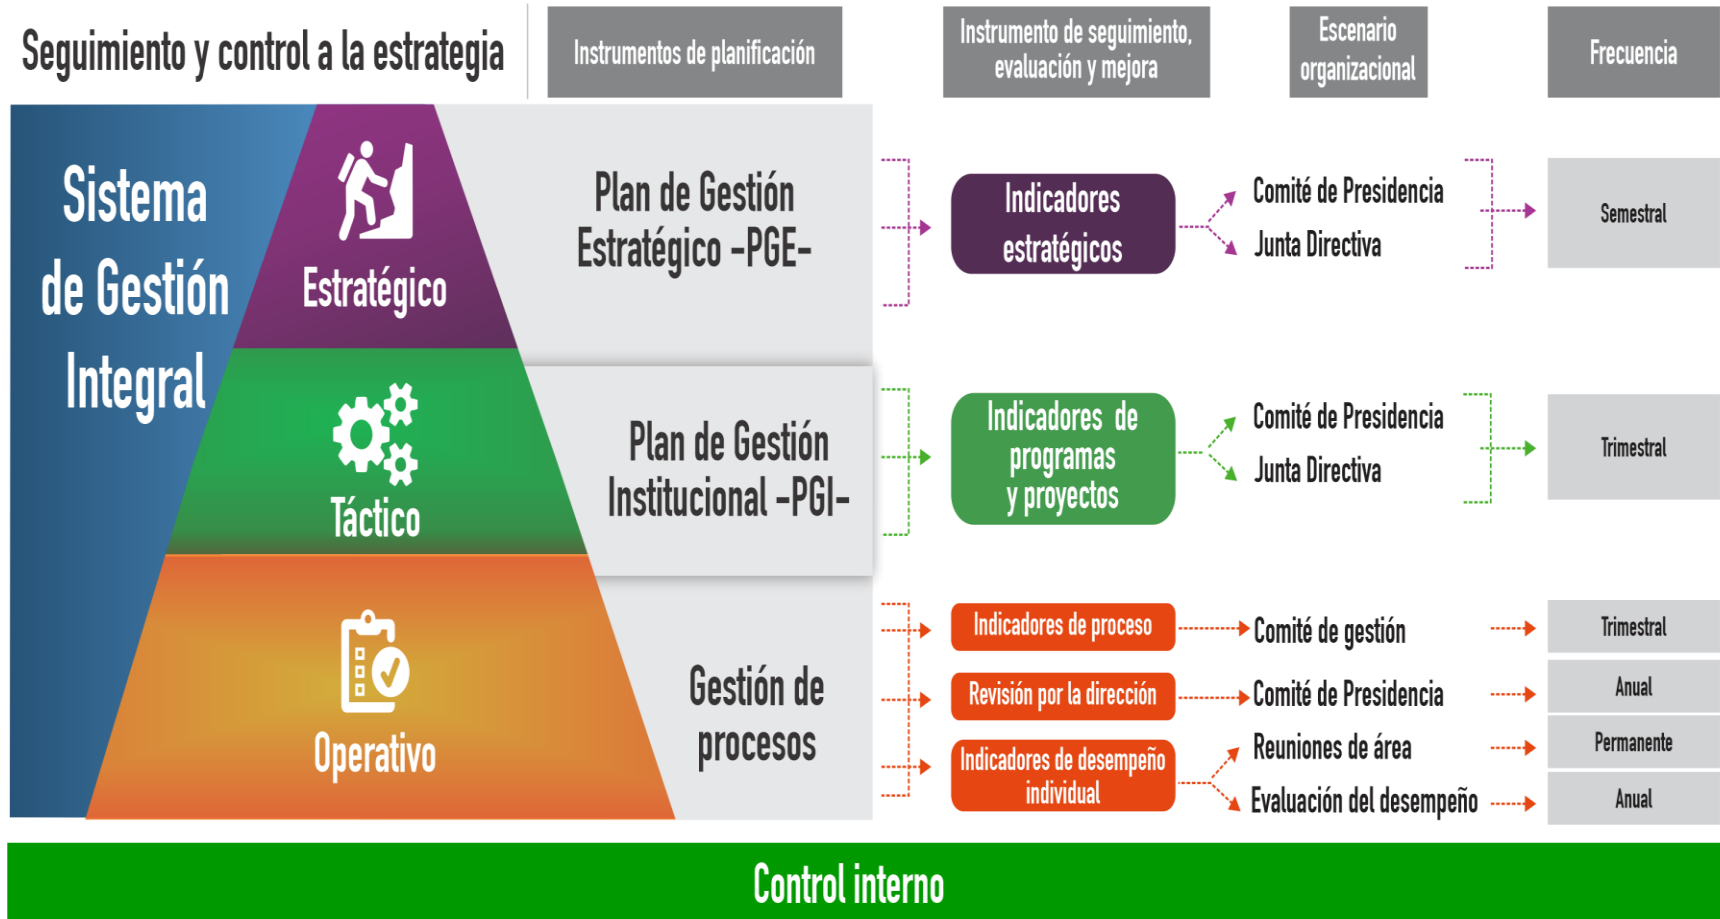 Seguimiento y control a la estrategia
Instrumentos de planificación
Instrumento de seguimiento,
evaluación y mejora
Escenario
organizacional
Frecuencia
Sistema
de Gestión
Integral
Estratégico
Plan de Gestión
Estratégico –PGE–
Indicadores
estratégicos
Comité de Presidencia
Junta Directiva
Semestral
Táctico
Plan de Gestión
Institucional –PGI–
Indicadores de
programas
y proyectos
Comité de Presidencia
Junta Directiva
Trimestral
Operativo
Gestión de
procesos
Indicadores de proceso
Comité de gestión
Trimestral
Revisión por la dirección
Comité de Presidencia
Anual
Indicadores de desempeño
individual
Reuniones de área
Permanente
Evaluación del desempeño
Anual
Control interno